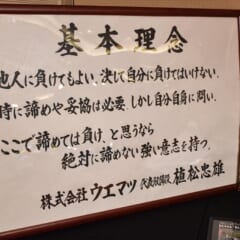 基本理念
他人に負けてもよい、決して自分に負けてはいけない。
時に諦めや妥協は必要、しかし自分自身に問い、
ここで諦めては負け、と思うなら
絶対に諦めない強い意志を持つ。
株式会社ウエマツ 代表取締役 植松忠雄